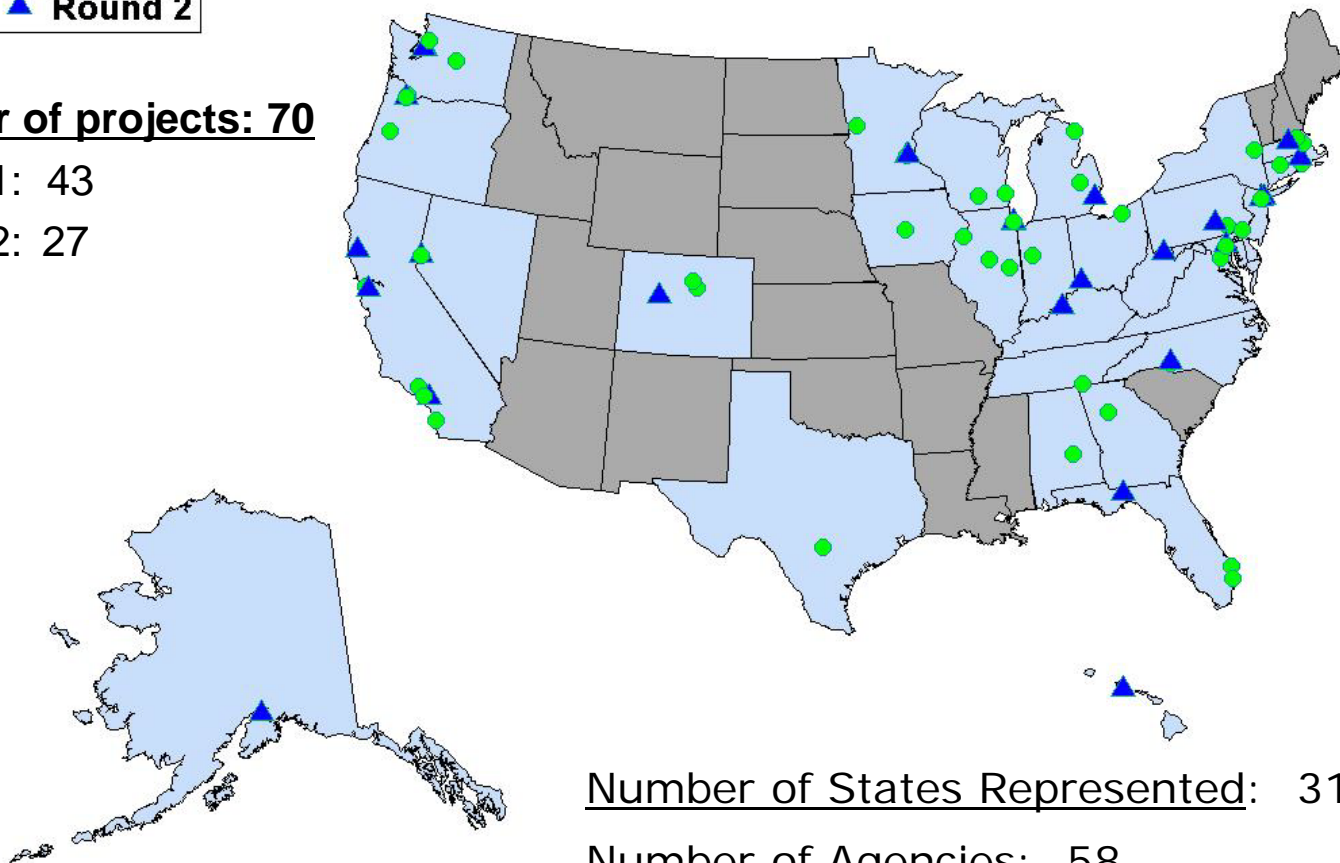 Round 2
r of projects: 70
1: 43
2: 27
Number of States Represented: 31
Number of Agencies: 58